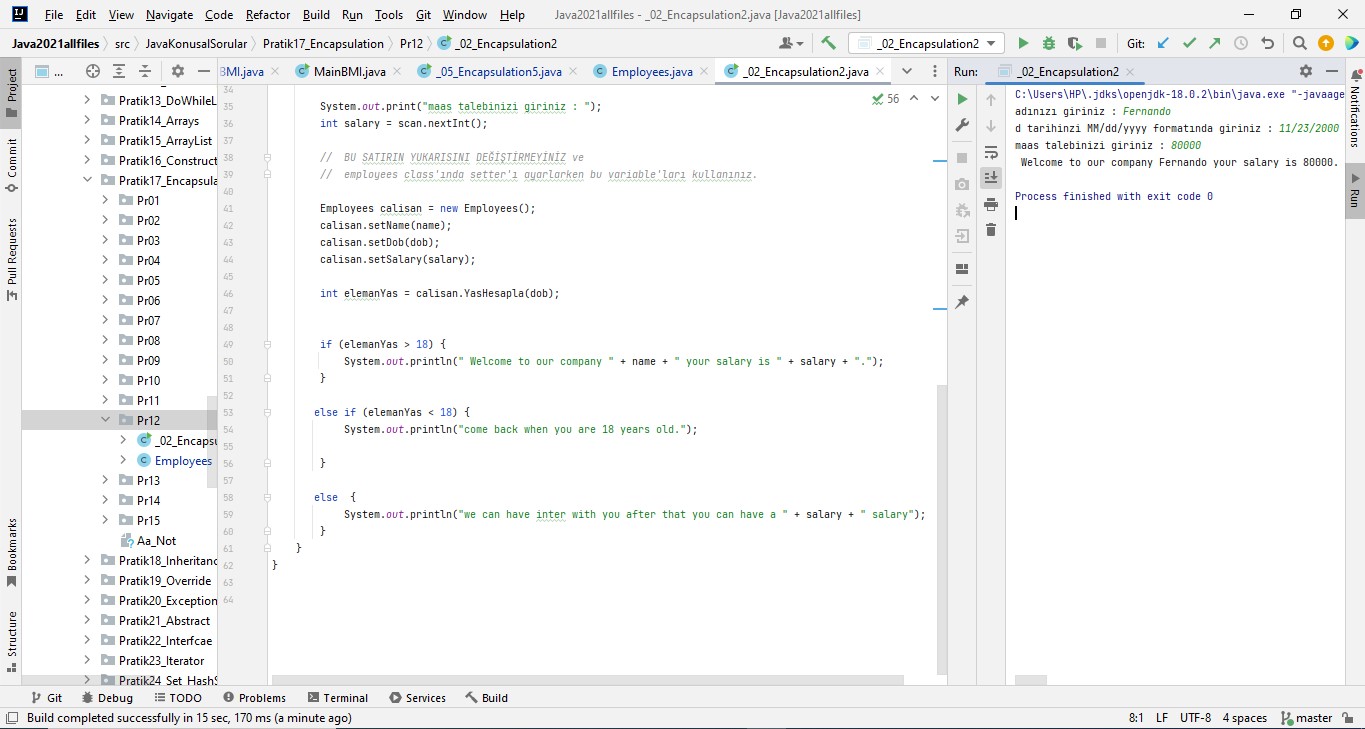 File Edit View Navigate Code Refactor Build Run Tools Git Window Help Java2021allfiles - _02_Encapsulation2.java [Java2021allfiles]
Java2021allfiles src JavaKonusalSorular Pratik17_Encapsulation Pr12 _02_Encapsulation2 _02_Encapsulation2 Git:
Project
Commit
Pull Requests
Bookmarks
Structure
...
Pratik13_DoWhileL
Pratik14_Arrays
Pratik15_ArrayList
Pratik16_Construct
Pratik17_Encapsula
Pr01
Pr02
Pr03
Pr04
Pr05
Pr06
Pr07
Pr08
Pr09
Pr10
Pr11
Pr12
_02_Encapsu
Employees
Pr13
Pr14
Pr15
Aa_Not
Pratik18_Inheritanc
Pratik19_Override
Pratik20_Exception
Pratik21_Abstract
Pratik22_Interfcae
Pratik23_Iterator
Pratik24_Set_HashS
BMI.java MainBMI.java _05_Encapsulation5.java Employees.java _02_Encapsulation2.java
56
34
35 System.out.print("maas talebinizi giriniz : ");
36 int salary = scan.nextInt();
37
38 // BU SATIRIN YUKARISINI DEĞİŞTİRMEYİNİZ ve
39 // employees class'ında setter'ı ayarlarken bu variable'ları kullanınız.
40
41 Employees calisan = new Employees();
42 calisan.setName(name);
43 calisan.setDob(dob);
44 calisan.setSalary(salary);
45
46 int elemanYas = calisan.YasHesapla(dob);
47
48
49 if (elemanYas > 18) {
50 System.out.println(" Welcome to our company " + name + " your salary is " + salary + ".");
51 }
52
53 else if (elemanYas < 18) {
54 System.out.println("come back when you are 18 years old.");
55
56 }
57
58 else {
59 System.out.println("we can have inter with you after that you can have a " + salary + " salary");
60 }
61 }
62 }
63
64
Run: _02_Encapsulation2
C:\Users\HP\.jdks\openjdk-18.0.2\bin\java.exe "-javaage
adınızı giriniz : Fernando
d tarihinzi MM/dd/yyyy formatında giriniz : 11/23/2000
maas talebinizi giriniz : 80000
Welcome to our company Fernando your salary is 80000.
Process finished with exit code 0
Notifications
Run
Git Debug TODO Problems Terminal Services Build
Build completed successfully in 15 sec, 170 ms (a minute ago) 8:1 LF UTF-8 4 spaces master